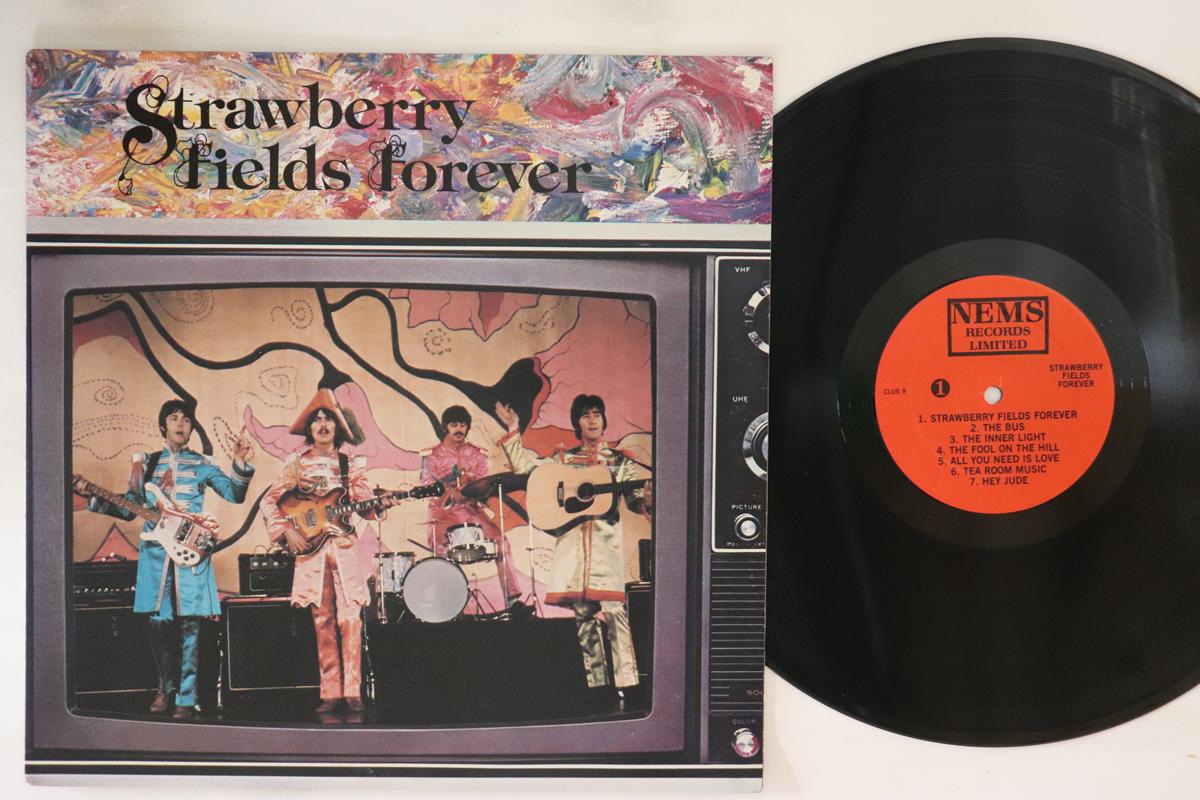 Strawberry
Fields Forever
VHF
UHF
PICTURE
COLOR
NEMS
RECORDS
LIMITED
STRAWBERRY
FIELDS
FOREVER
CLUE 9
1
1. STRAWBERRY FIELDS FOREVER
2. THE BUS
3. THE INNER LIGHT
4. THE FOOL ON THE HILL
5. ALL YOU NEED IS LOVE
6. TEA ROOM MUSIC
7. HEY JUDE